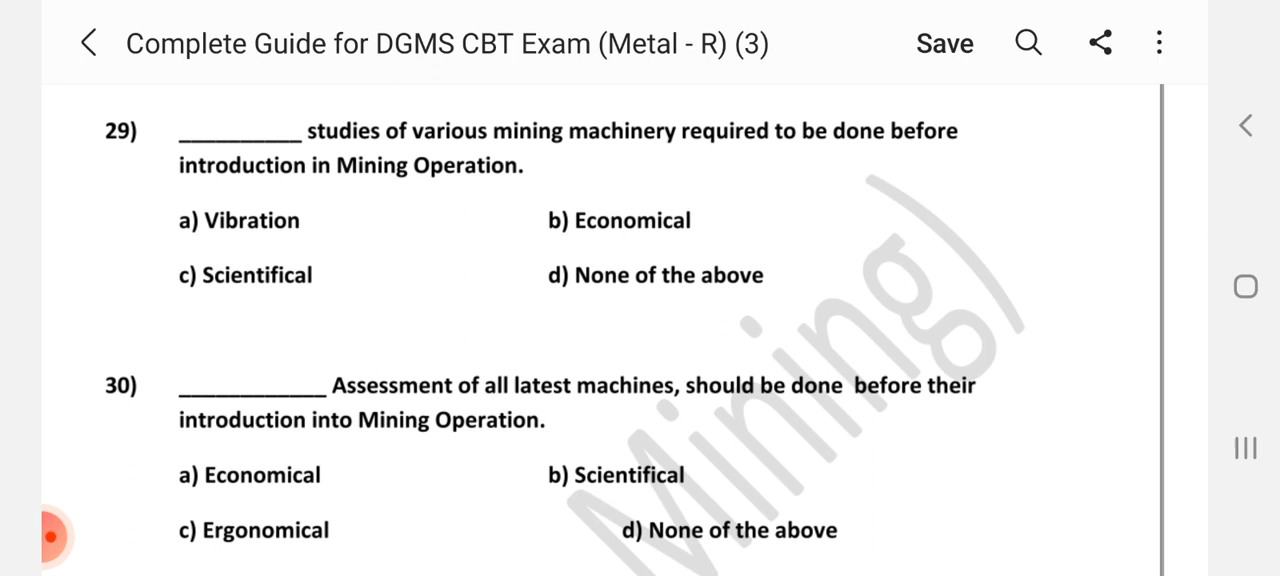 Complete Guide for DGMS CBT Exam (Metal - R) (3) Save
29) __________ studies of various mining machinery required to be done before
introduction in Mining Operation.
a) Vibration b) Economical
c) Scientifical d) None of the above
30) ____________ Assessment of all latest machines, should be done before their
introduction into Mining Operation.
a) Economical b) Scientifical
c) Ergonomical d) None of the above
Mining)